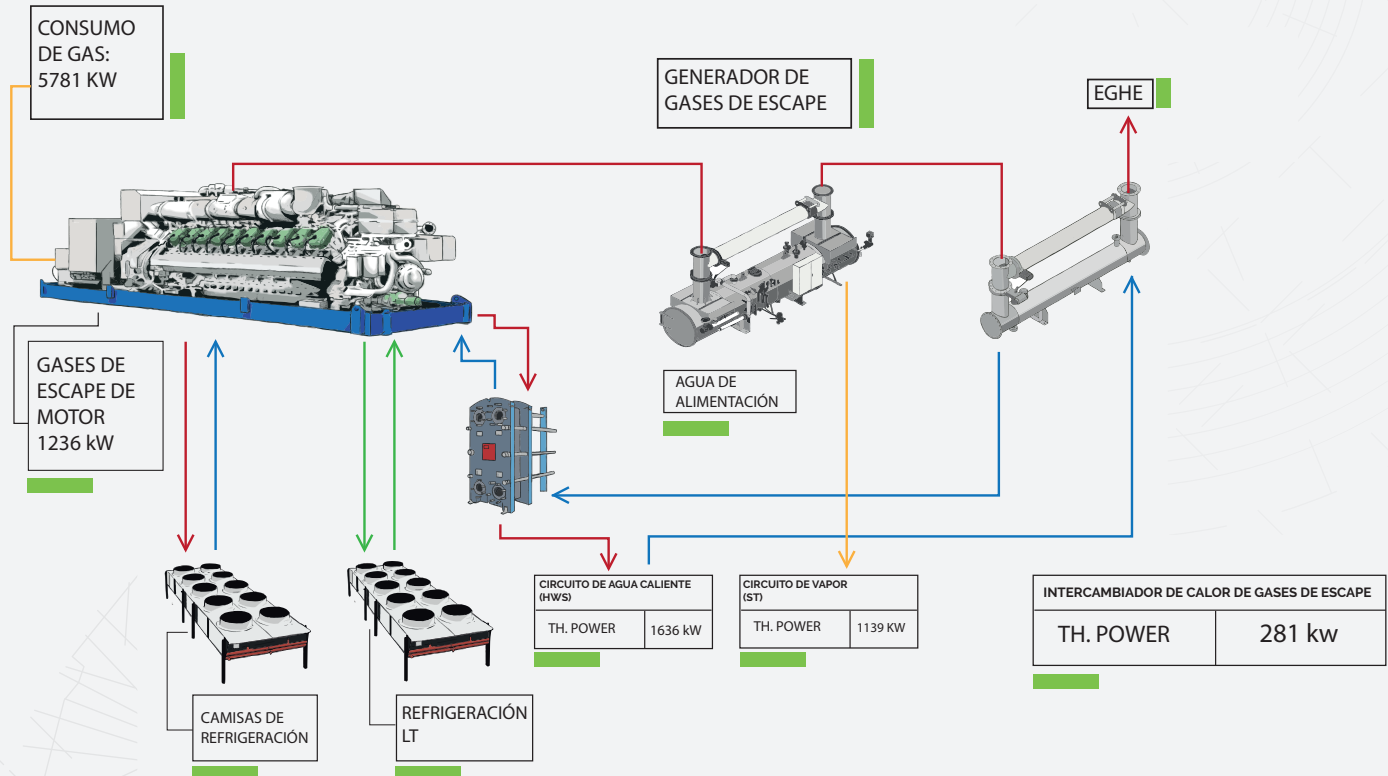 CONSUMO
DE GAS:
5781 KW
GENERADOR DE
GASES DE ESCAPE
EGHE
GASES DE
ESCAPE DE
MOTOR
1236 kW
AGUA DE
ALIMENTACIÓN
CIRCUITO DE AGUA CALIENTE
(HWS)
TH. POWER 1636 kW
CIRCUITO DE VAPOR
(ST)
TH. POWER 1139 KW
INTERCAMBIADOR DE CALOR DE GASES DE ESCAPE
TH. POWER 281 kw
CAMISAS DE
REFRIGERACIÓN
REFRIGERACIÓN
LT